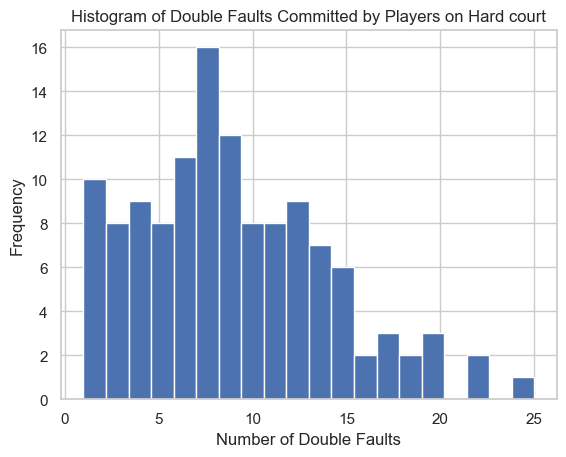 Histogram of Double Faults Committed by Players on Hard court
16
14
12
10
8
6
4
2
0
Frequency
0 5 10 15 20 25
Number of Double Faults